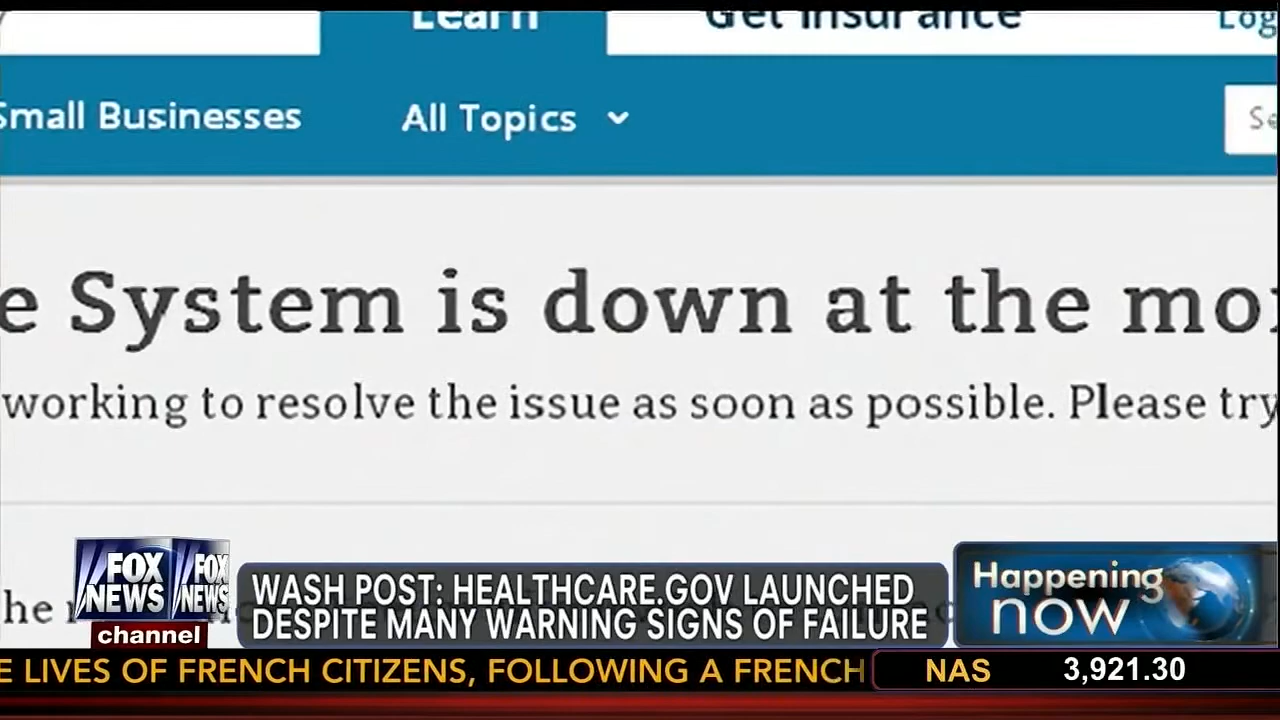 Learn Get Insurance Log
Small Businesses All Topics
e System is down at the mo
working to resolve the issue as soon as possible. Please try
he
FOX NEWS
FOX NEWS
channel
WASH POST: HEALTHCARE.GOV LAUNCHED
DESPITE MANY WARNING SIGNS OF FAILURE
Happening
now
E LIVES OF FRENCH CITIZENS, FOLLOWING A FRENCH NAS 3,921.30